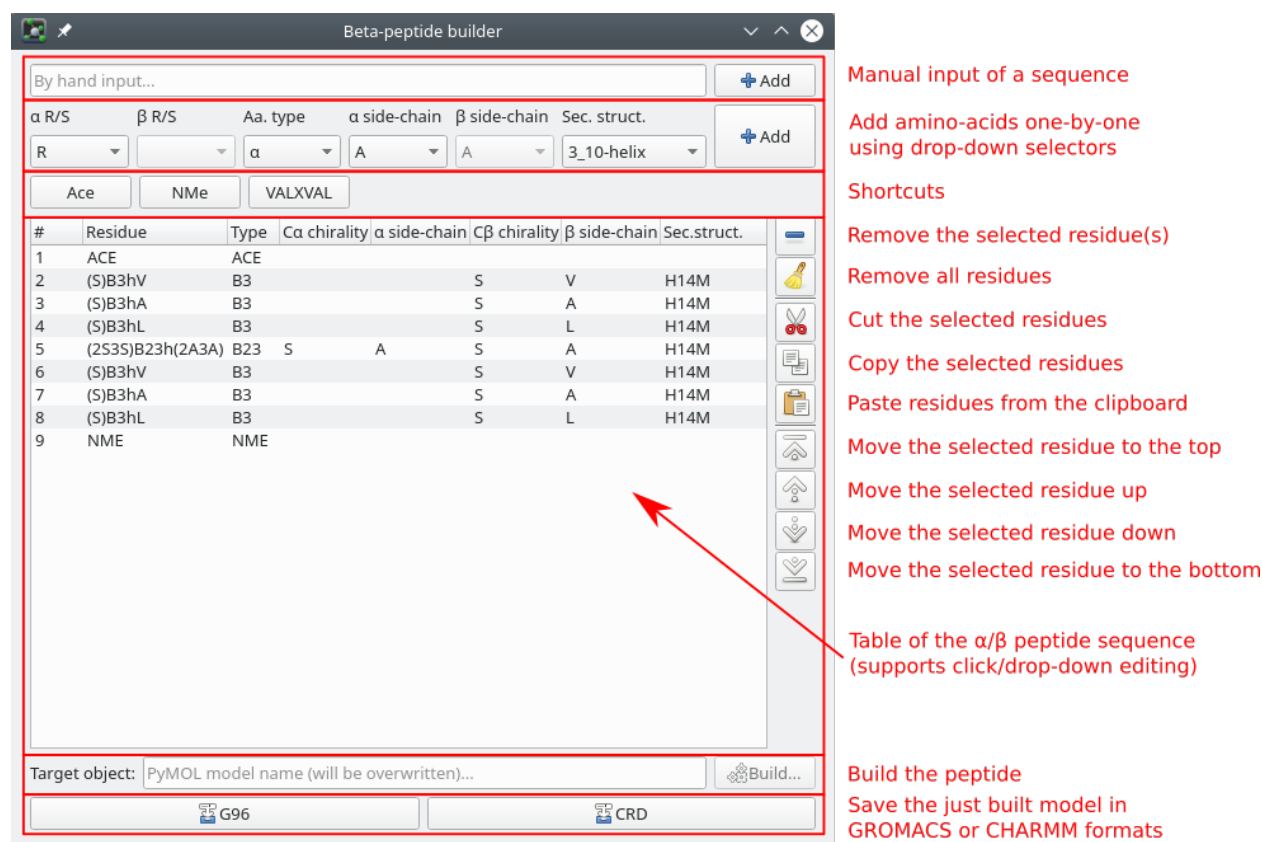 Beta-peptide builder
By hand input...
Add
Manual input of a sequence
α R/S β R/S Aa. type α side-chain β side-chain Sec. struct.
R α A A 3_10-helix
Add
Add amino-acids one-by-one
using drop-down selectors
Ace NMe VALXVAL
Shortcuts
# Residue Type Cα chirality α side-chain Cβ chirality β side-chain Sec.struct.
1 ACE ACE
2 (S)B3hV B3 S V H14M
3 (S)B3hA B3 S A H14M
4 (S)B3hL B3 S L H14M
5 (2S3S)B23h(2A3A) B23 S A S A H14M
6 (S)B3hV B3 S V H14M
7 (S)B3hA B3 S A H14M
8 (S)B3hL B3 S L H14M
9 NME NME
Remove the selected residue(s)
Remove all residues
Cut the selected residues
Copy the selected residues
Paste residues from the clipboard
Move the selected residue to the top
Move the selected residue up
Move the selected residue down
Move the selected residue to the bottom
Table of the α/β peptide sequence
(supports click/drop-down editing)
Target object: PyMOL model name (will be overwritten)... Build...
Build the peptide
G96 CRD
Save the just built model in
GROMACS or CHARMM formats